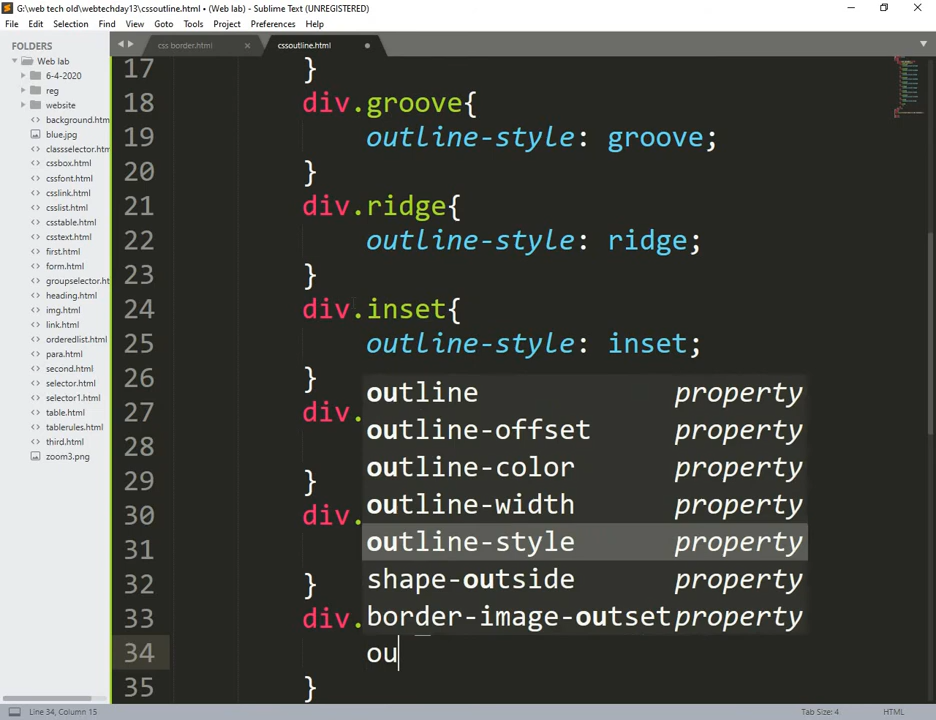 G:\web tech old\webtechday13\cssoutline.html • (Web lab) - Sublime Text (UNREGISTERED)
File Edit Selection Find View Goto Tools Project Preferences Help
FOLDERS
Web lab
6-4-2020
reg
website
background.htm
blue.jpg
classselector.htm
cssbox.html
cssfont.html
csslink.html
csslist.html
csstable.html
csstext.html
first.html
form.html
groupselector.ht
heading.html
img.html
link.html
orderedlist.html
para.html
second.html
selector.html
selector1.html
table.html
tablerules.html
third.html
zoom3.png
css border.html × cssoutline.html •
17 }
18 div.groove{
19 outline-style: groove;
20 }
21 div.ridge{
22 outline-style: ridge;
23 }
24 div.inset{
25 outline-style: inset;
26 }
27 div.
28
29 }
30 div.
31
32 }
33 div.
34 ou
35 }
outline property
outline-offset property
outline-color property
outline-width property
outline-style property
shape-outside property
border-image-outset property
Line 34, Column 15 Tab Size: 4 HTML